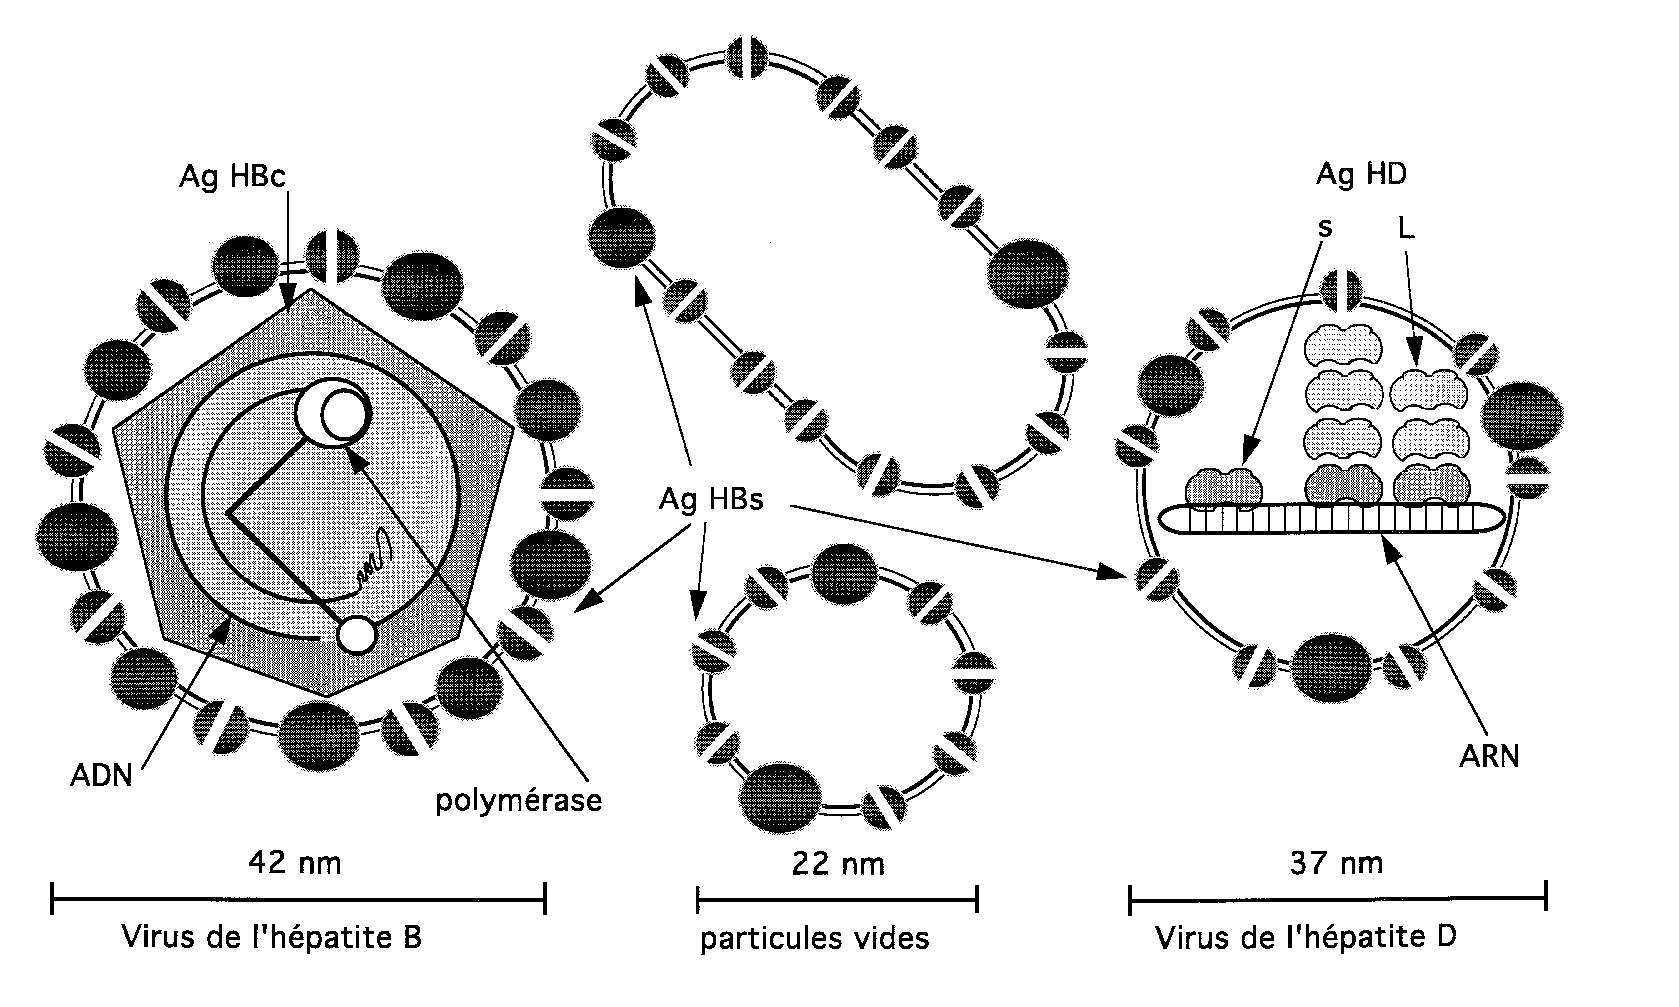 Ag HBc
Ag HD
s L
Ag HBs
ADN
polymérase
ARN
42 nm
22 nm
37 nm
Virus de l'hépatite B
particules vides
Virus de l'hépatite D